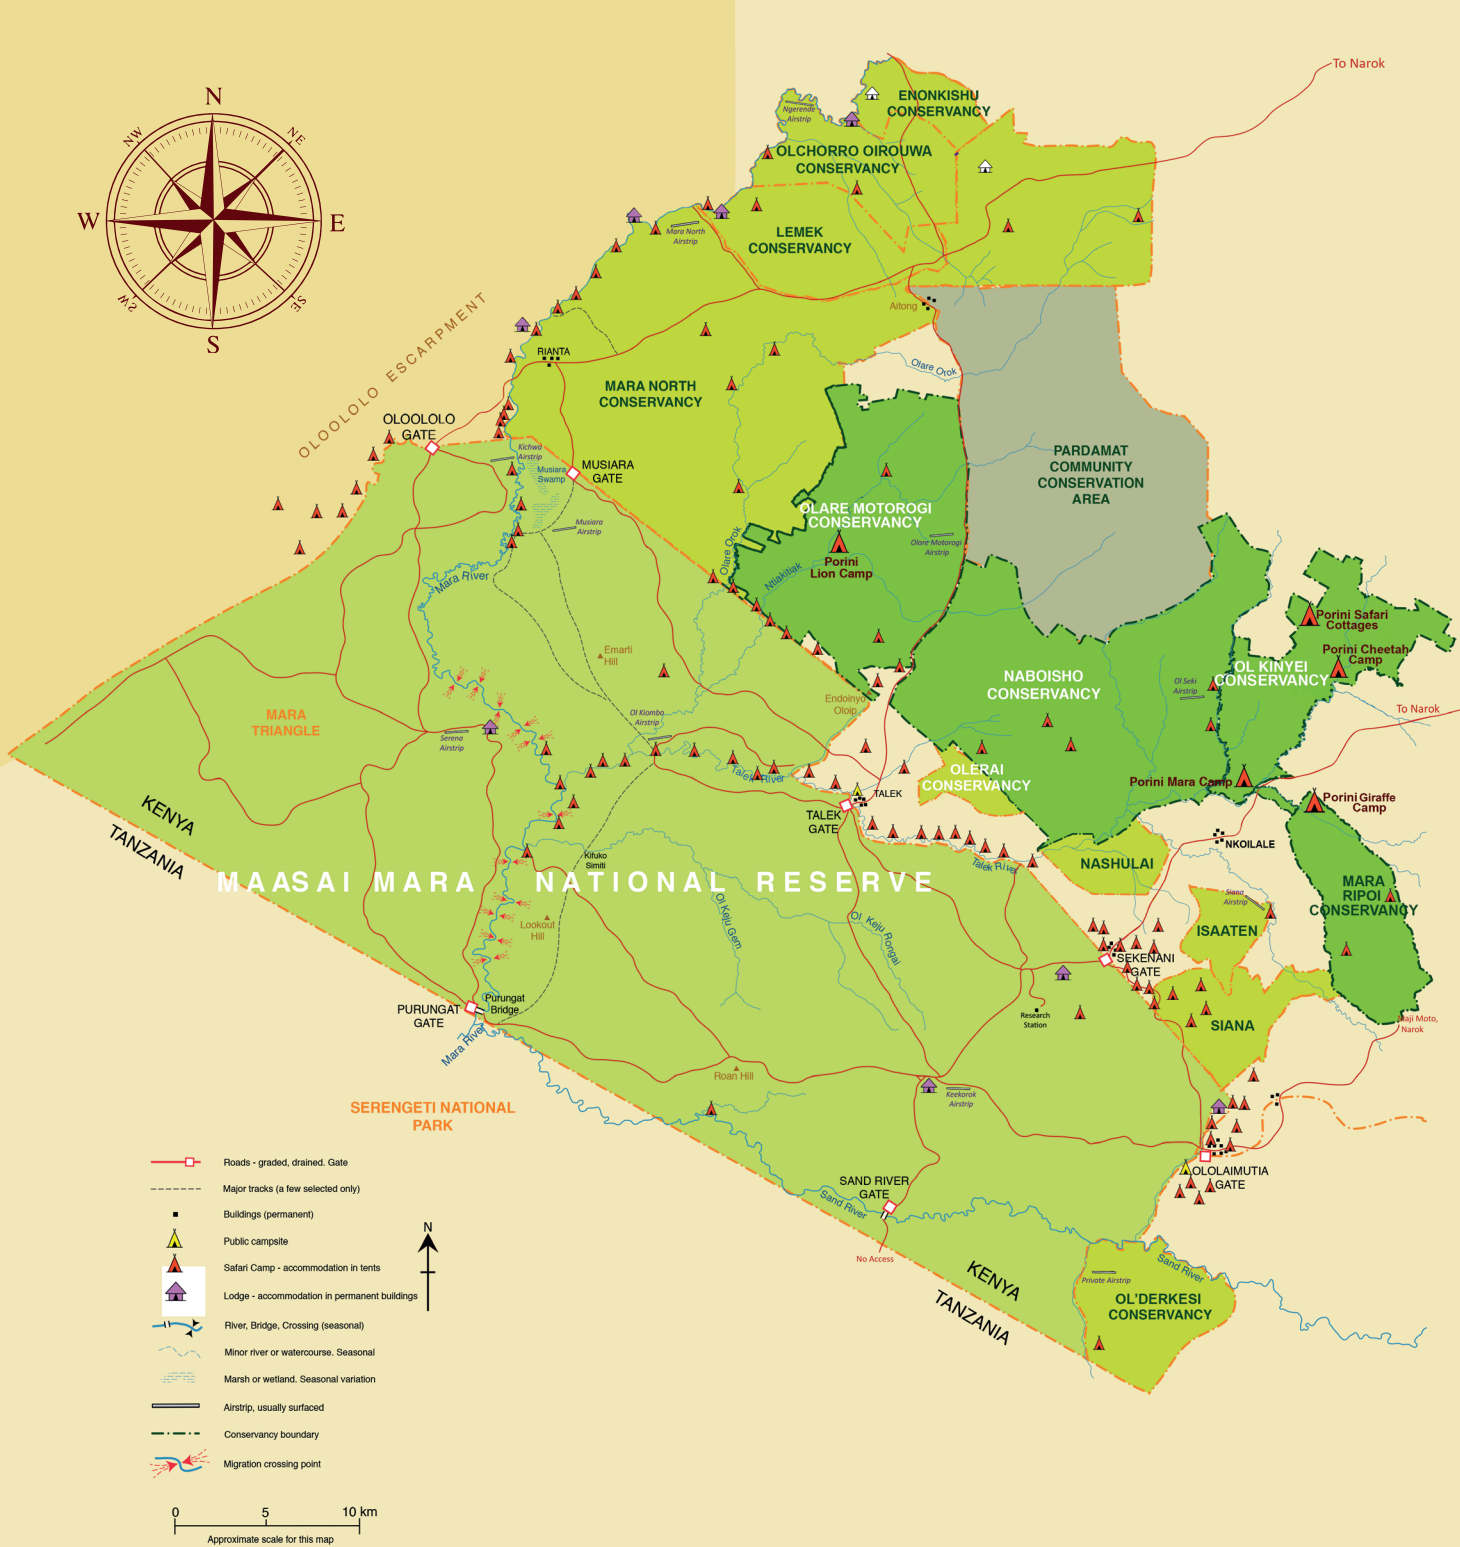 N
NW
NE
W
E
SW
SE
S
To Narok
ENONKISHU
CONSERVANCY
Ngerende
Airstrip
OLCHORRO OIROUWA
CONSERVANCY
Mara North
Airstrip
LEMEK
CONSERVANCY
Aitong
OLOOLOLO ESCARPMENT
RIANTA
Olare Orok
MARA NORTH
CONSERVANCY
OLOOLOLO
GATE
Kichwa
Airstrip
Musiara
Swamp
MUSIARA
GATE
PARDAMAT
COMMUNITY
CONSERVATION
AREA
OLARE MOTOROGI
CONSERVANCY
Musiara
Airstrip
Olare Orok
Olare Motorogi
Airstrip
Porini
Lion Camp
Ntiakitiak
Mara River
Porini Safari
Cottages
Emarti
Hill
Porini Cheetah
Camp
OL KINYEI
CONSERVANCY
NABOISHO
CONSERVANCY
Ol Seki
Airstrip
Endoinyo
Oloip
To Narok
MARA
TRIANGLE
Ol Kiombo
Airstrip
Serena
Airstrip
Talek River
OLERAI
CONSERVANCY
Porini Mara Camp
Porini Giraffe
Camp
TALEK
TALEK
GATE
KENYA
TANZANIA
NKOILALE
Kifuko
Simiti
Talek River
NASHULAI
MAASAI MARA NATIONAL RESERVE
MARA
RIPOI
CONSERVANCY
Siana
Airstrip
ISAATEN
Ol Keju Gem
Ol Keju Rongai
Lookout
Hill
SEKENANI
GATE
Purungat
Bridge
PURUNGAT
GATE
Mara River
Research
Station
SIANA
Maji Moto,
Narok
Roan Hill
Keekorok
Airstrip
SERENGETI NATIONAL
PARK
OLOLAIMUTIA
GATE
SAND RIVER
GATE
Sand River
No Access
KENYA
TANZANIA
Sand River
Private Airstrip
OL'DERKESI
CONSERVANCY
Roads - graded, drained. Gate
Major tracks (a few selected only)
Buildings (permanent)
Public campsite
Safari Camp - accommodation in tents
Lodge - accommodation in permanent buildings
River, Bridge, Crossing (seasonal)
Minor river or watercourse. Seasonal
Marsh or wetland. Seasonal variation
Airstrip, usually surfaced
Conservancy boundary
Migration crossing point
N
0 5 10 km
Approximate scale for this map